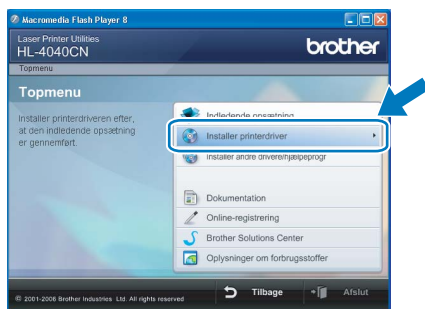 Macromedia Flash Player 8
Laser Printer Utilities
HL-4040CN
brother
Topmenu
Topmenu
Installer printerdriveren efter,
at den indledende opsætning
er gennemført.
Indledende opsætning
Installer printerdriver
Installer andre drivere/hjælpeprogr
Dokumentation
Online-registrering
Brother Solutions Center
Oplysninger om forbrugsstoffer
© 2001-2006 Brother Industries Ltd. All rights reserved
Tilbage
Afslut